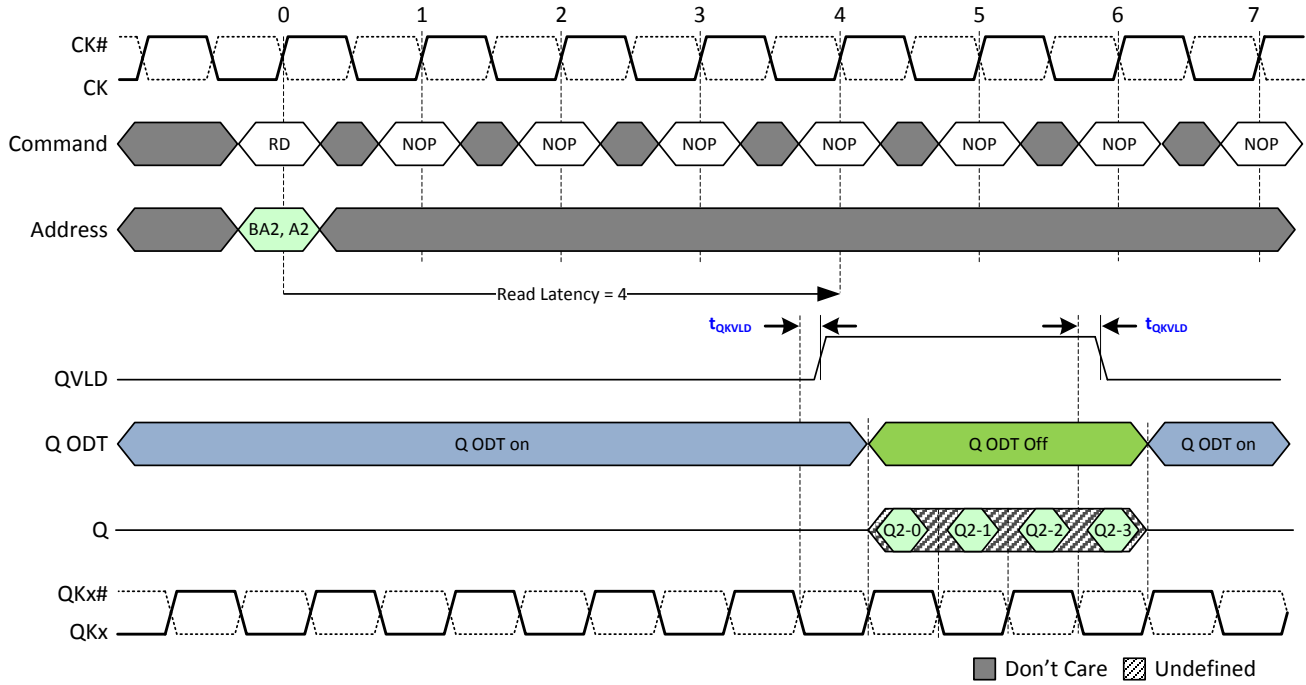 0 1 2 3 4 5 6 7
CK#
CK
Command RD NOP NOP NOP NOP NOP NOP NOP
Address BA2, A2
Read Latency = 4
tQKVLD tQKVLD
QVLD
Q ODT Q ODT on Q ODT Off Q ODT on
Q Q2-0 Q2-1 Q2-2 Q2-3
QKx#
QKx
Don't Care Undefined